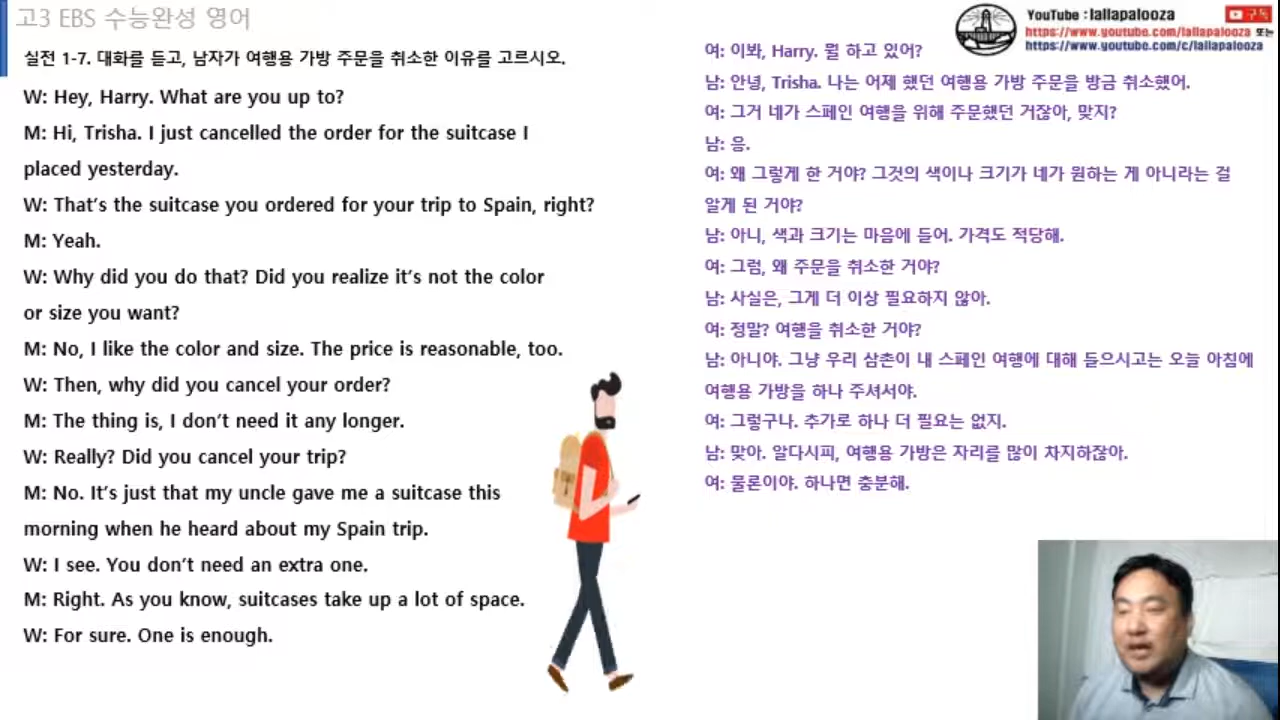 고3 EBS 수능완성 영어
실전 1-7. 대화를 듣고, 남자가 여행용 가방 주문을 취소한 이유를 고르시오.
W: Hey, Harry. What are you up to?
M: Hi, Trisha. I just cancelled the order for the suitcase I
placed yesterday.
W: That's the suitcase you ordered for your trip to Spain, right?
M: Yeah.
W: Why did you do that? Did you realize it's not the color
or size you want?
M: No, I like the color and size. The price is reasonable, too.
W: Then, why did you cancel your order?
M: The thing is, I don't need it any longer.
W: Really? Did you cancel your trip?
M: No. It's just that my uncle gave me a suitcase this
morning when he heard about my Spain trip.
W: I see. You don't need an extra one.
M: Right. As you know, suitcases take up a lot of space.
W: For sure. One is enough.
YouTube : lallapalooza
구독
https://www.youtube.com/lallapalooza 또는
https://www.youtube.com/c/lallapalooza
여: 이봐, Harry. 뭘 하고 있어?
남: 안녕, Trisha. 나는 어제 했던 여행용 가방 주문을 방금 취소했어.
여: 그거 네가 스페인 여행을 위해 주문했던 거잖아, 맞지?
남: 응.
여: 왜 그렇게 한 거야? 그것의 색이나 크기가 네가 원하는 게 아니라는 걸
알게 된 거야?
남: 아니, 색과 크기는 마음에 들어. 가격도 적당해.
여: 그럼, 왜 주문을 취소한 거야?
남: 사실은, 그게 더 이상 필요하지 않아.
여: 정말? 여행을 취소한 거야?
남: 아니야. 그냥 우리 삼촌이 내 스페인 여행에 대해 들으시고는 오늘 아침에
여행용 가방을 하나 주셔서야.
여: 그렇구나. 추가로 하나 더 필요는 없지.
남: 맞아. 알다시피, 여행용 가방은 자리를 많이 차지하잖아.
여: 물론이야. 하나면 충분해.